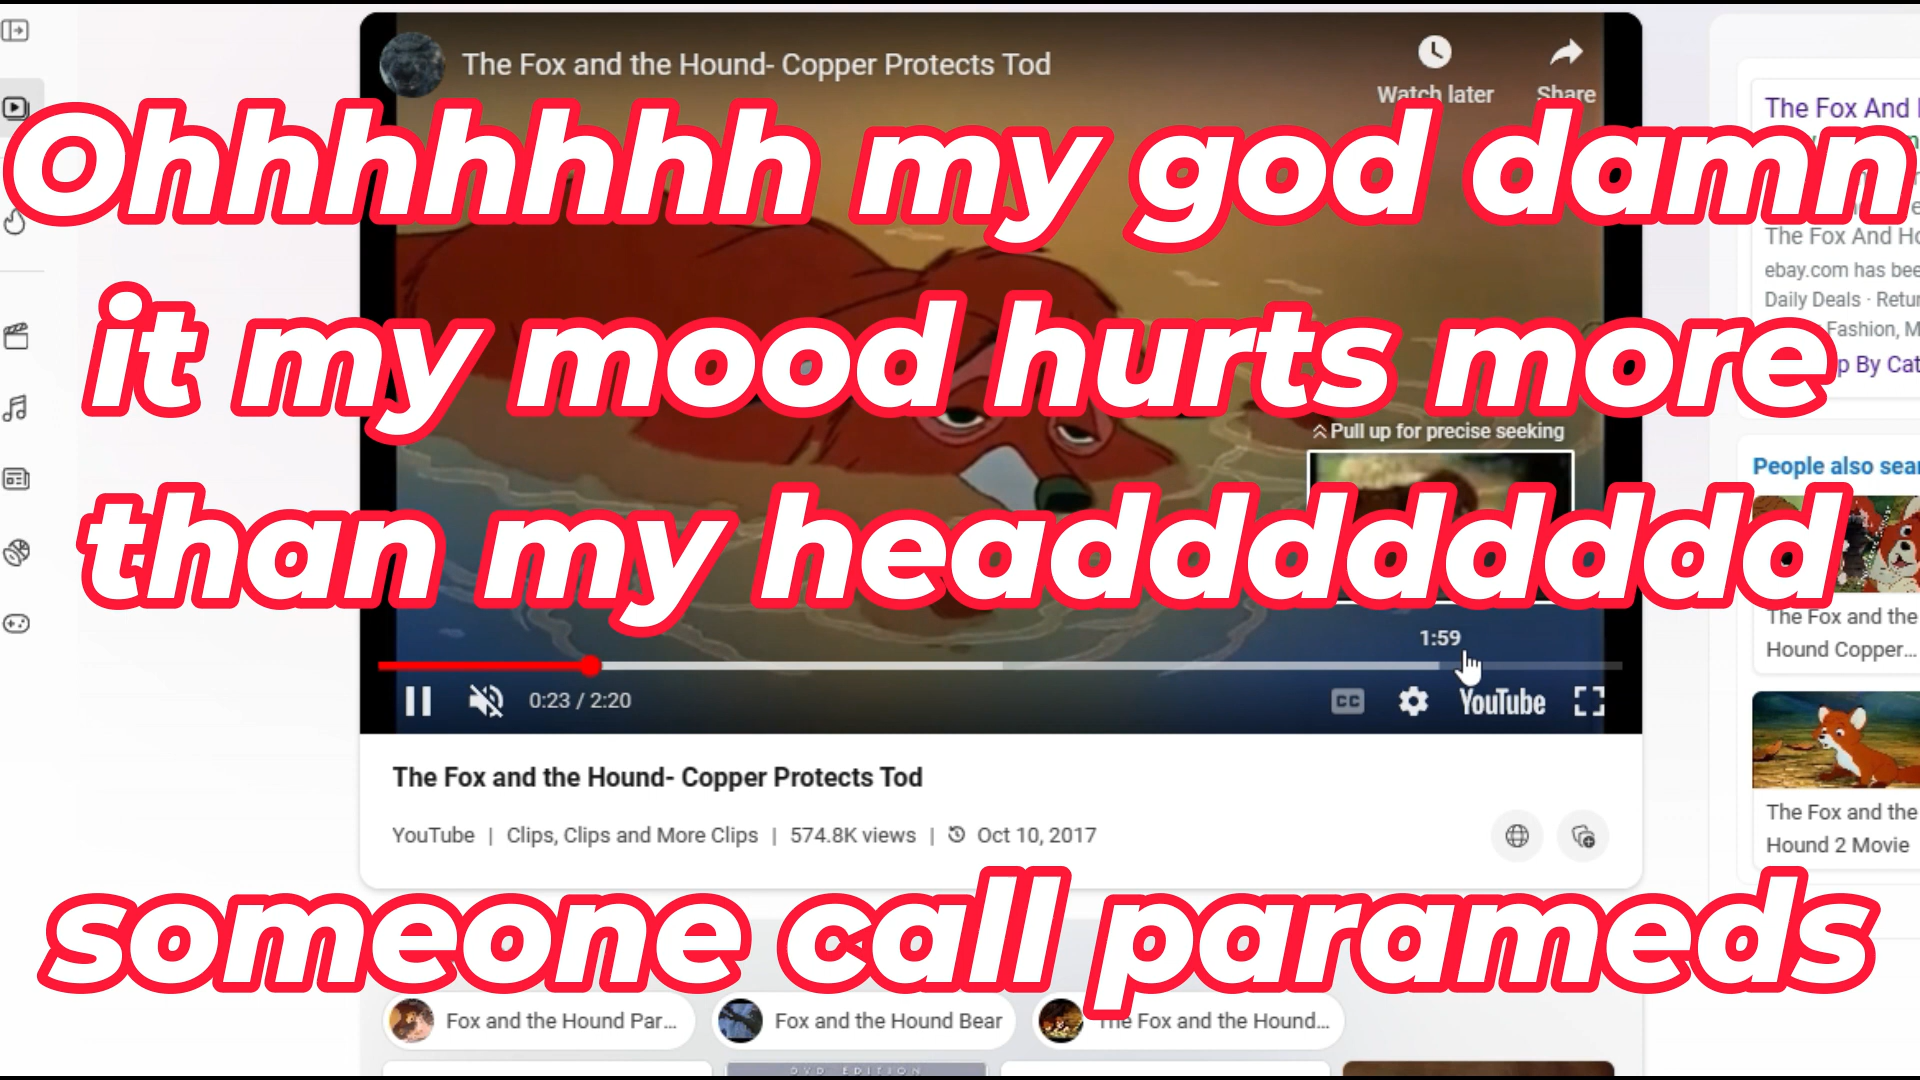 The Fox and the Hound- Copper Protects Tod
Watch later
Share
Ohhhhhhh my god damn
it my mood hurts more
than my headddddddd
someone call parameds
Pull up for precise seeking
1:59
0:23 / 2:20
CC
YouTube
The Fox and the Hound- Copper Protects Tod
YouTube | Clips, Clips and More Clips | 574.8K views | Oct 10, 2017
Fox and the Hound Par...
Fox and the Hound Bear
The Fox and the Hound...
DVD EDITION
The Fox And
The Fox And Ho
ebay.com has bee
Daily Deals · Retur
Fashion, M
p By Cat
People also sear
The Fox and the
Hound Copper...
The Fox and the
Hound 2 Movie